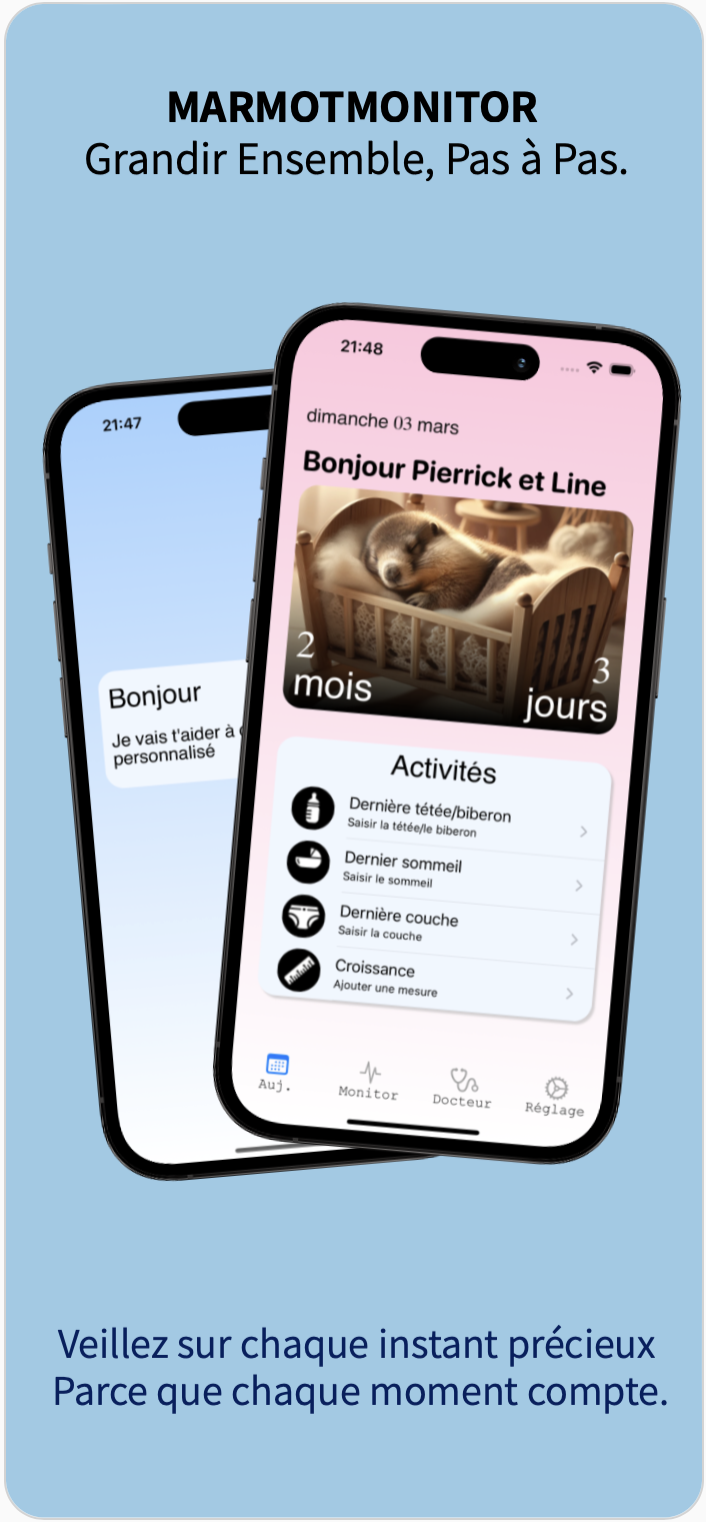 MARMOTMONITOR
Grandir Ensemble, Pas à Pas.
21:47
Bonjour
Je vais t'aider à
personnalisé
21:48
dimanche 03 mars
Bonjour Pierrick et Line
2
mois
3
jours
Activités
Dernière tétée/biberon
Saisir la tétée/le biberon
Dernier sommeil
Saisir le sommeil
Dernière couche
Saisir la couche
Croissance
Ajouter une mesure
Auj.
Monitor
Docteur
Réglage
Veillez sur chaque instant précieux
Parce que chaque moment compte.